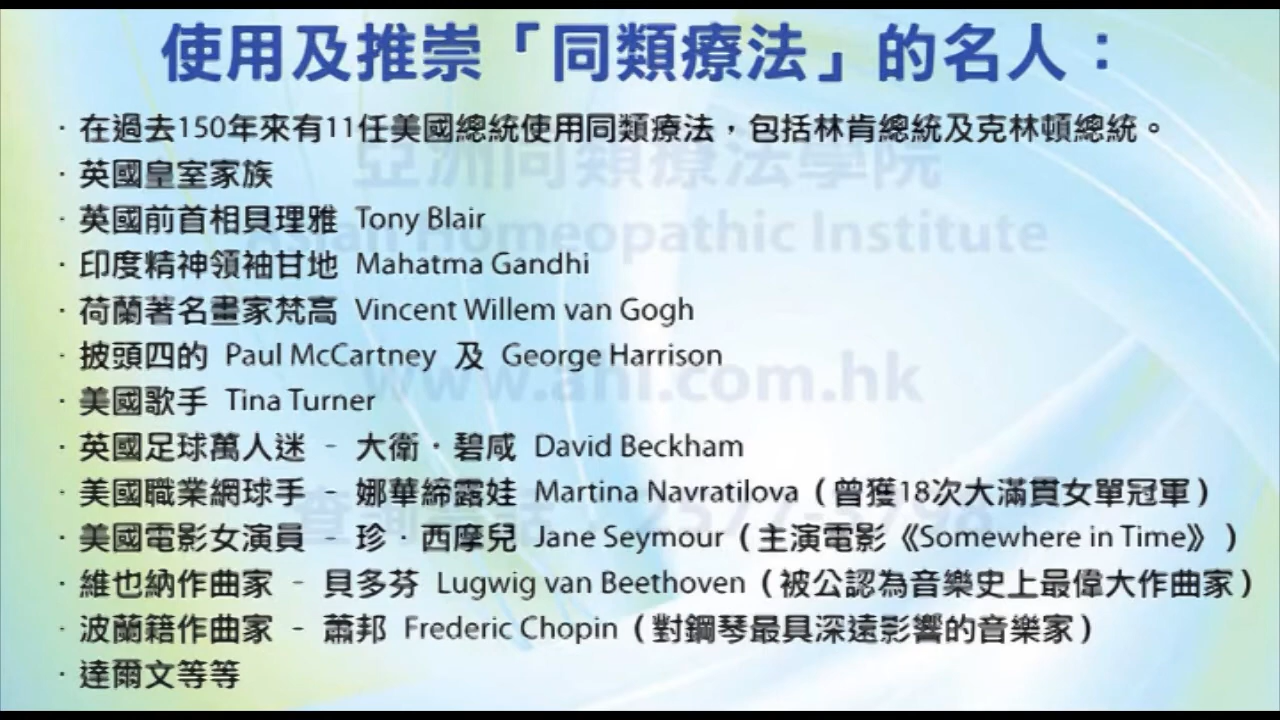 使用及推崇「同類療法」的名人：
· 在過去150年來有11任美國總統使用同類療法，包括林肯總統及克林頓總統。
亞洲同類療法學院
· 英國皇室家族
· 英國前首相貝理雅 Tony Blair
Asian Homeopathic Institute
· 印度精神領袖甘地 Mahatma Gandhi
· 荷蘭著名畫家梵高 Vincent Willem van Gogh
· 披頭四的 Paul McCartney 及 George Harrison
www.ahi.com.hk
· 美國歌手 Tina Turner
· 英國足球萬人迷 - 大衛·碧咸 David Beckham
· 美國職業網球手 - 娜華締露娃 Martina Navratilova（曾獲18次大滿貫女單冠軍）
· 美國電影女演員 - 珍·西摩兒 Jane Seymour（主演電影《Somewhere in Time》）
· 維也納作曲家 - 貝多芬 Lugwig van Beethoven（被公認為音樂史上最偉大作曲家）
· 波蘭籍作曲家 - 蕭邦 Frederic Chopin（對鋼琴最具深遠影響的音樂家）
· 達爾文等等